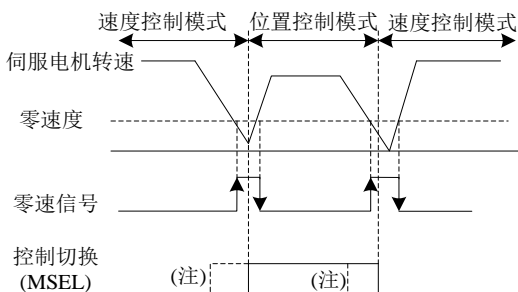 速度控制模式 位置控制模式 速度控制模式
伺服电机转速
零速度
零速信号
控制切换
(MSEL) (注) (注)